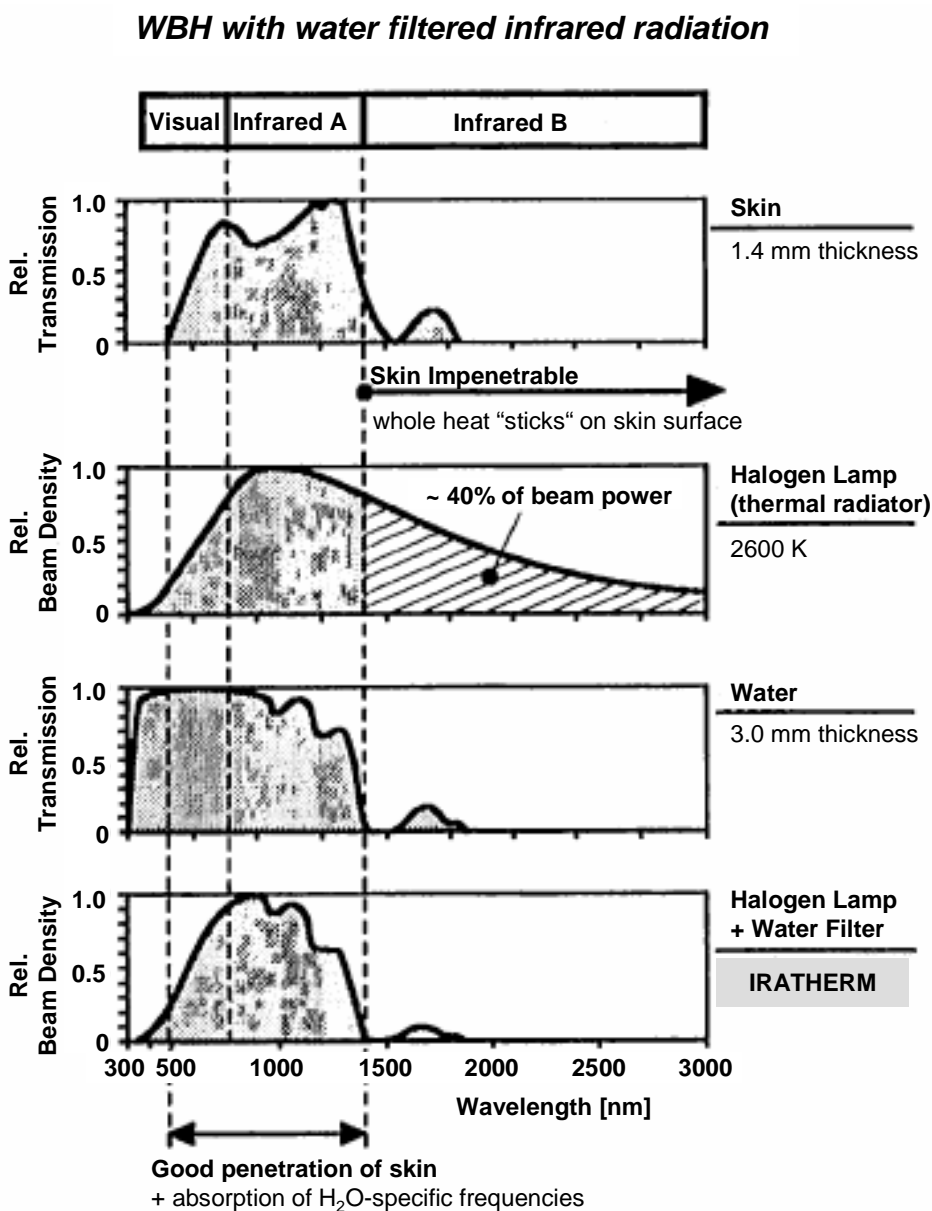 WBH with water filtered infrared radiation
Visual Infrared A Infrared B
Rel.
Transmission
1.0
0.5
0
Skin
1.4 mm thickness
Skin Impenetrable
whole heat “sticks“ on skin surface
Rel.
Beam Density
1.0
0.5
0
~ 40% of beam power
Halogen Lamp
(thermal radiator)
2600 K
Rel.
Transmission
1.0
0.5
0
Water
3.0 mm thickness
Rel.
Beam Density
1.0
0.5
0
Halogen Lamp
+ Water Filter
IRATHERM
300 500 1000 1500 2000 2500 3000
Wavelength [nm]
Good penetration of skin
+ absorption of H₂O-specific frequencies